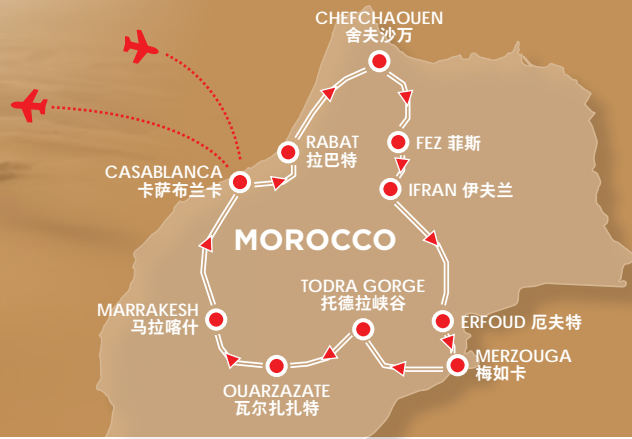 CHEFCHAOUEN
舍夫沙万
RABAT
拉巴特
FEZ 菲斯
CASABLANCA
卡萨布兰卡
IFRAN 伊夫兰
MOROCCO
TODRA GORGE
托德拉峡谷
MARRAKESH
马拉喀什
ERFOUD 厄夫特
MERZOUGA
梅如卡
OUARZAZATE
瓦尔扎扎特